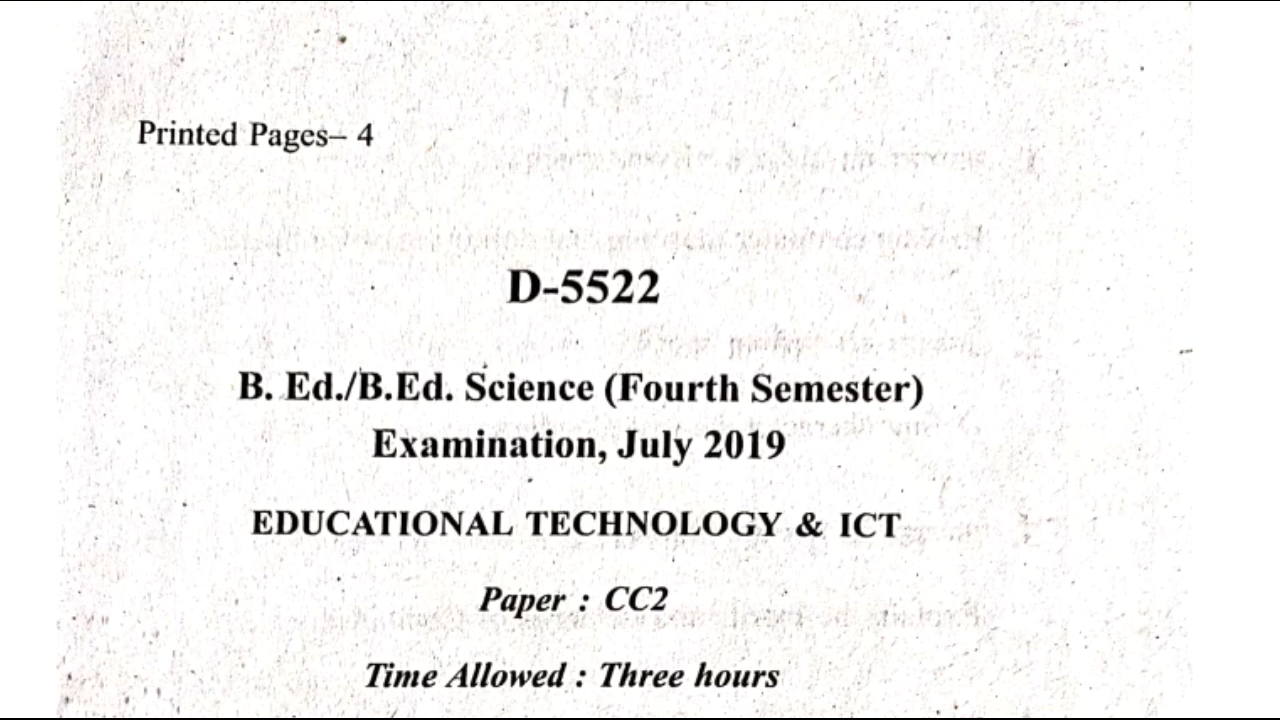 Printed Pages– 4
D-5522
B. Ed./B.Ed. Science (Fourth Semester)
Examination, July 2019
EDUCATIONAL TECHNOLOGY & ICT
Paper : CC2
Time Allowed : Three hours